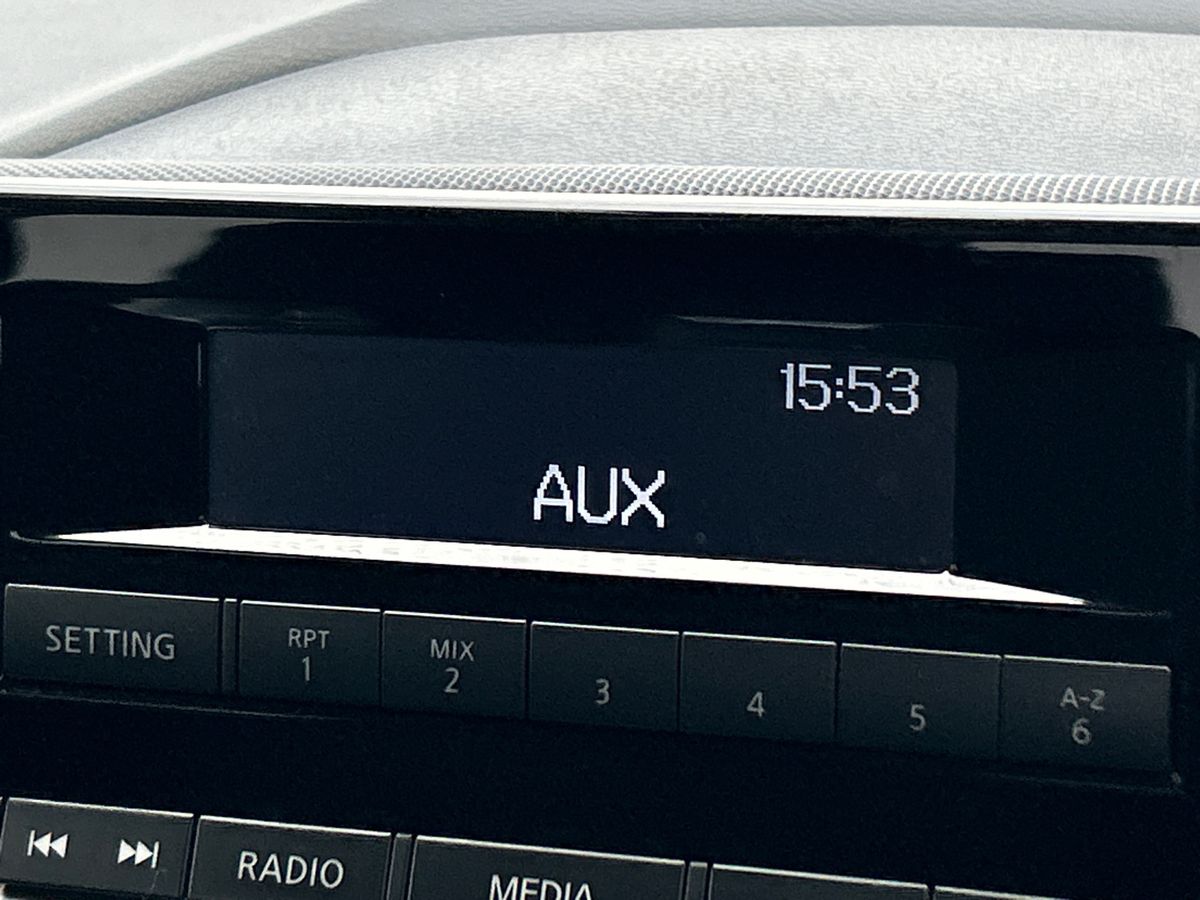 15:53
AUX
SETTING
RPT
1
MIX
2
3
4
5
A-Z
6
RADIO
MEDIA